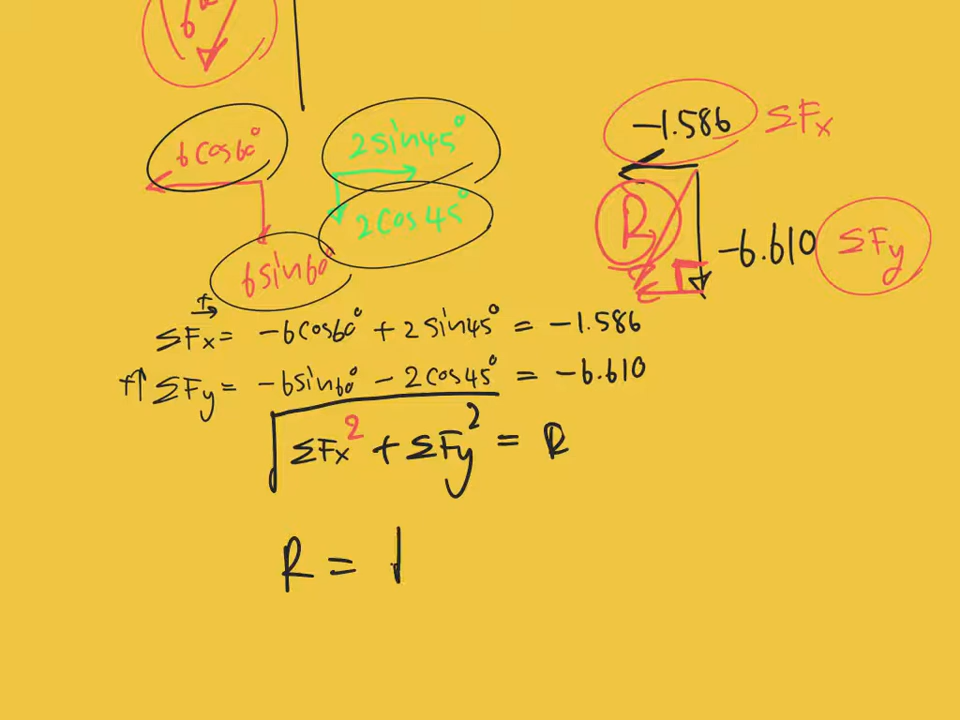 6
6cos60°
2sin45°
2cos45°
6sin60°
-1.586 ΣFx
R
-6.610 ΣFy
+
ΣFx = -6cos60° + 2sin45° = -1.586
+ ΣFy = -6sin60° - 2cos45° = -6.610
√ΣFx² + ΣFy² = R
R =